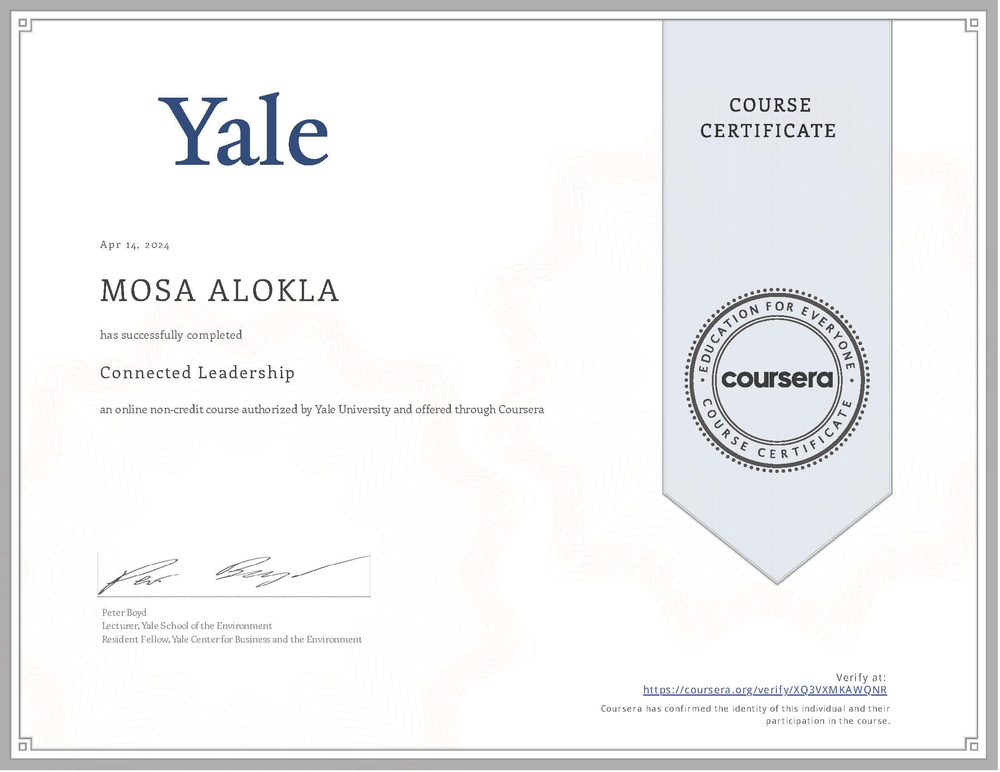 Yale
COURSE
CERTIFICATE
Apr 14, 2024
MOSA ALOKLA
has successfully completed
Connected Leadership
an online non-credit course authorized by Yale University and offered through Coursera
EDUCATION FOR EVERYONE
coursera
COURSE CERTIFICATE
Peter Boyd
Lecturer, Yale School of the Environment
Resident Fellow, Yale Center for Business and the Environment
Verify at:
https://coursera.org/verify/XQ3VXMKAWQNR
Coursera has confirmed the identity of this individual and their
participation in the course.